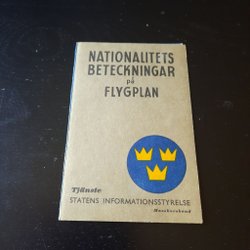 NATIONALITETS
BETECKNINGAR
på
FLYGPLAN
Tjänste
STATENS INFORMATIONSSTYRELSE